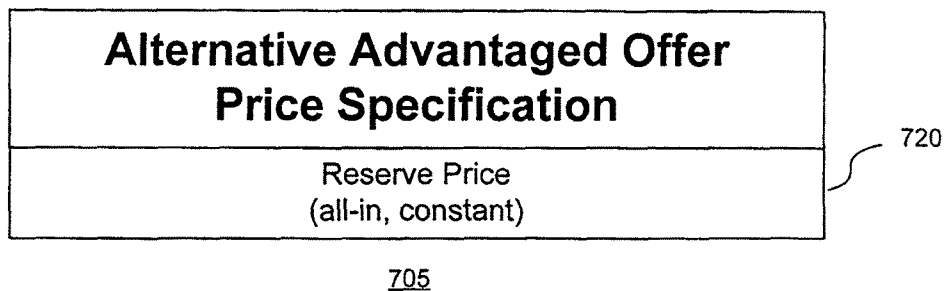 Alternative Advantaged Offer
Price Specification
Reserve Price
(all-in, constant)
720
705